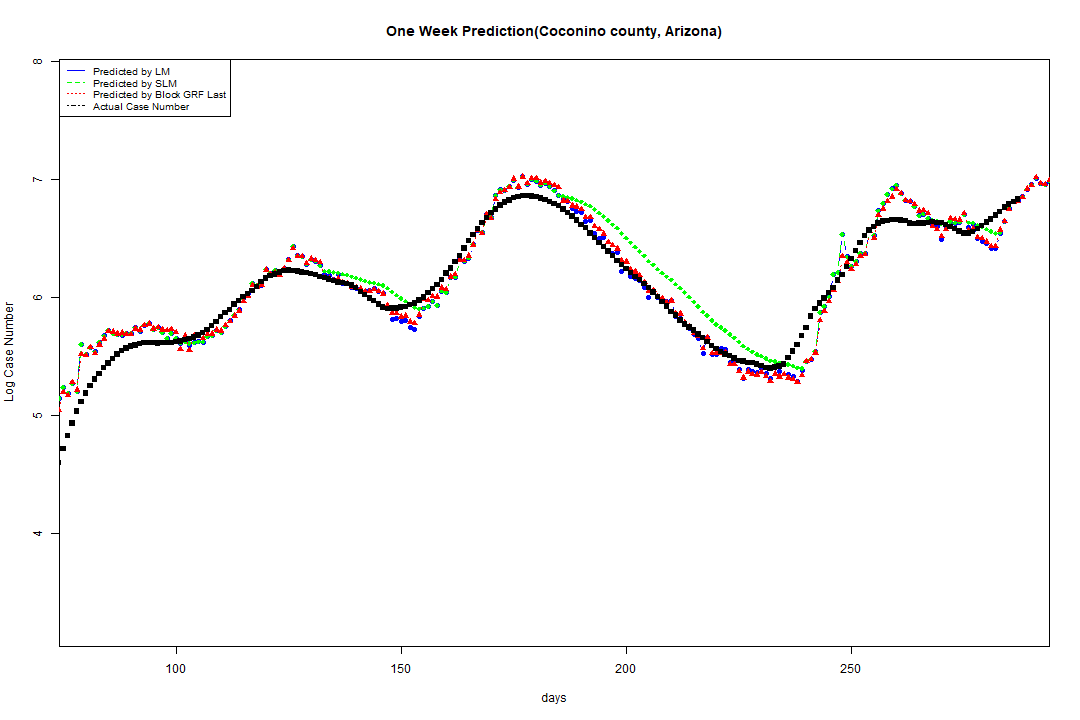 One Week Prediction(Coconino county, Arizona)
Predicted by LM
Predicted by SLM
Predicted by Block GRF Last
Actual Case Number
8
7
6
5
4
Log Case Number
100 150 200 250
days